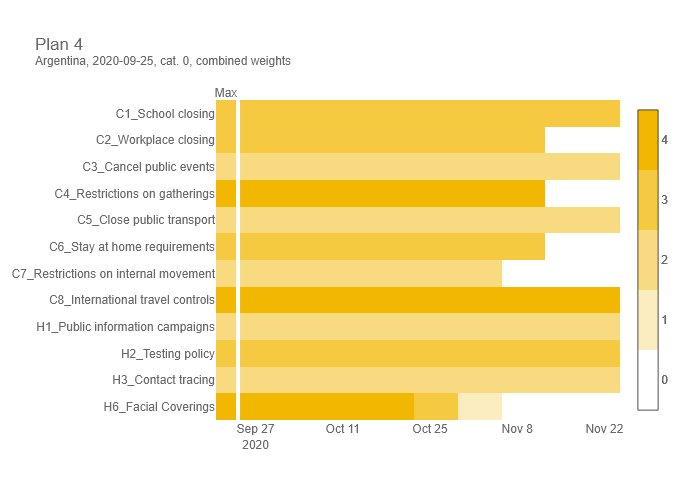 Plan 4
Argentina, 2020-09-25, cat. 0, combined weights
Max
C1_School closing
C2_Workplace closing
C3_Cancel public events
C4_Restrictions on gatherings
C5_Close public transport
C6_Stay at home requirements
C7_Restrictions on internal movement
C8_International travel controls
H1_Public information campaigns
H2_Testing policy
H3_Contact tracing
H6_Facial Coverings
Sep 27 Oct 11 Oct 25 Nov 8 Nov 22
2020
4
3
2
1
0